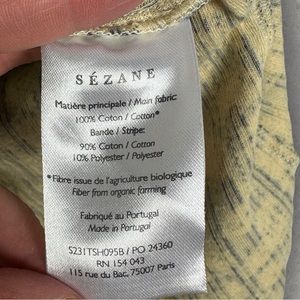 SÉZANE
Matière principale / Main fabric:
100% Coton / Cotton*
Bande / Stripe:
90% Coton / Cotton
10% Polyester / Polyester
*Fibre issue de l'agriculture biologique
Fiber from organic farming
Fabriqué au Portugal
Made in Portugal
S231TSH095B / PO 24360
RN 154 043
115 rue du Bac, 75007 Paris